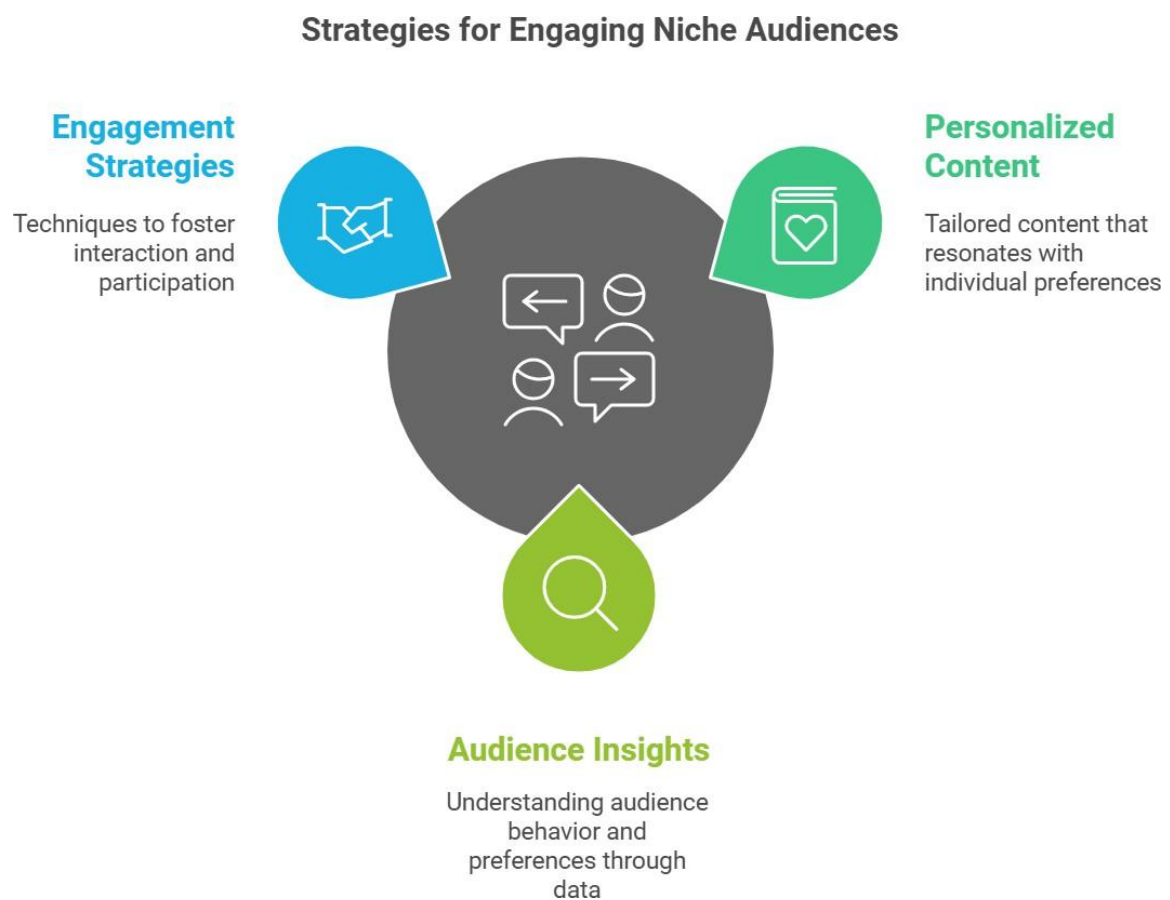 Strategies for Engaging Niche Audiences
Engagement
Strategies
Techniques to foster
interaction and
participation
Personalized
Content
Tailored content that
resonates with
individual preferences
Audience Insights
Understanding audience
behavior and
preferences through
data